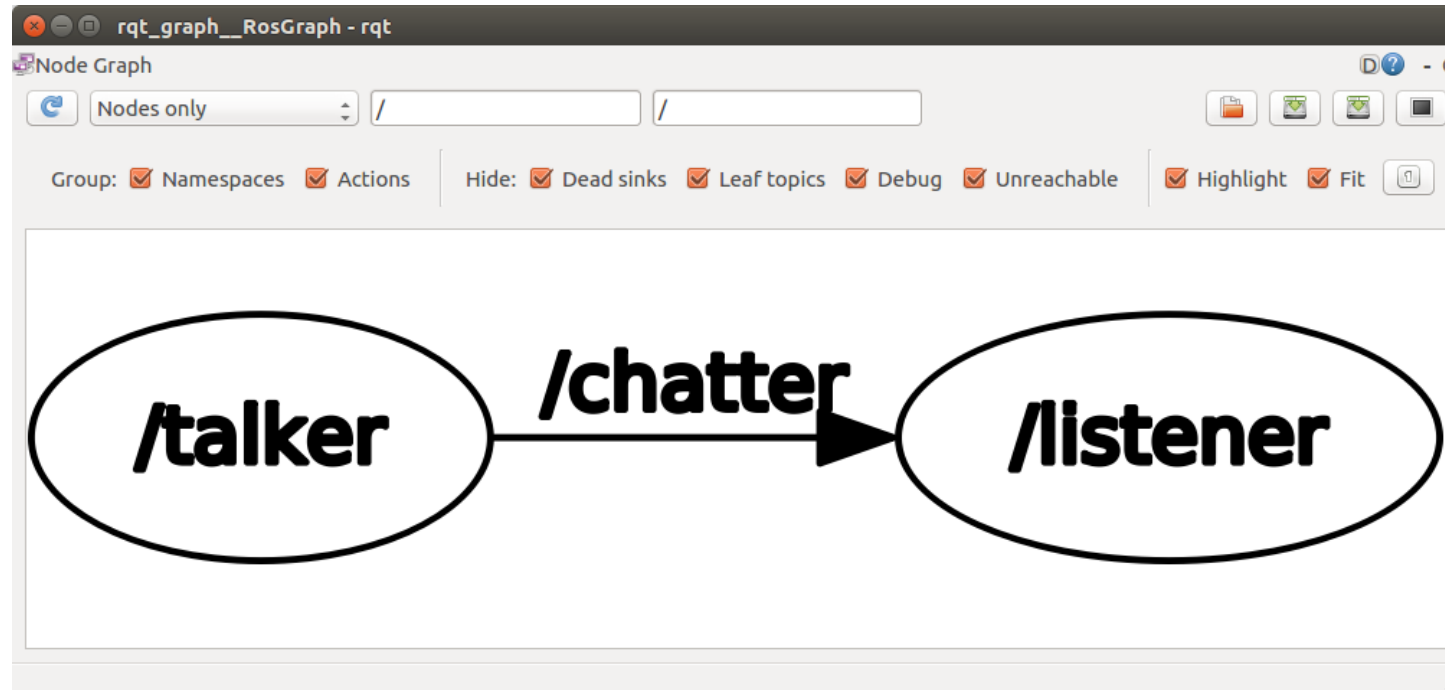 rqt_graph__RosGraph - rqt
Node Graph D ? -
Nodes only / /
Group: Namespaces Actions Hide: Dead sinks Leaf topics Debug Unreachable Highlight Fit
/chatter
/talker /listener